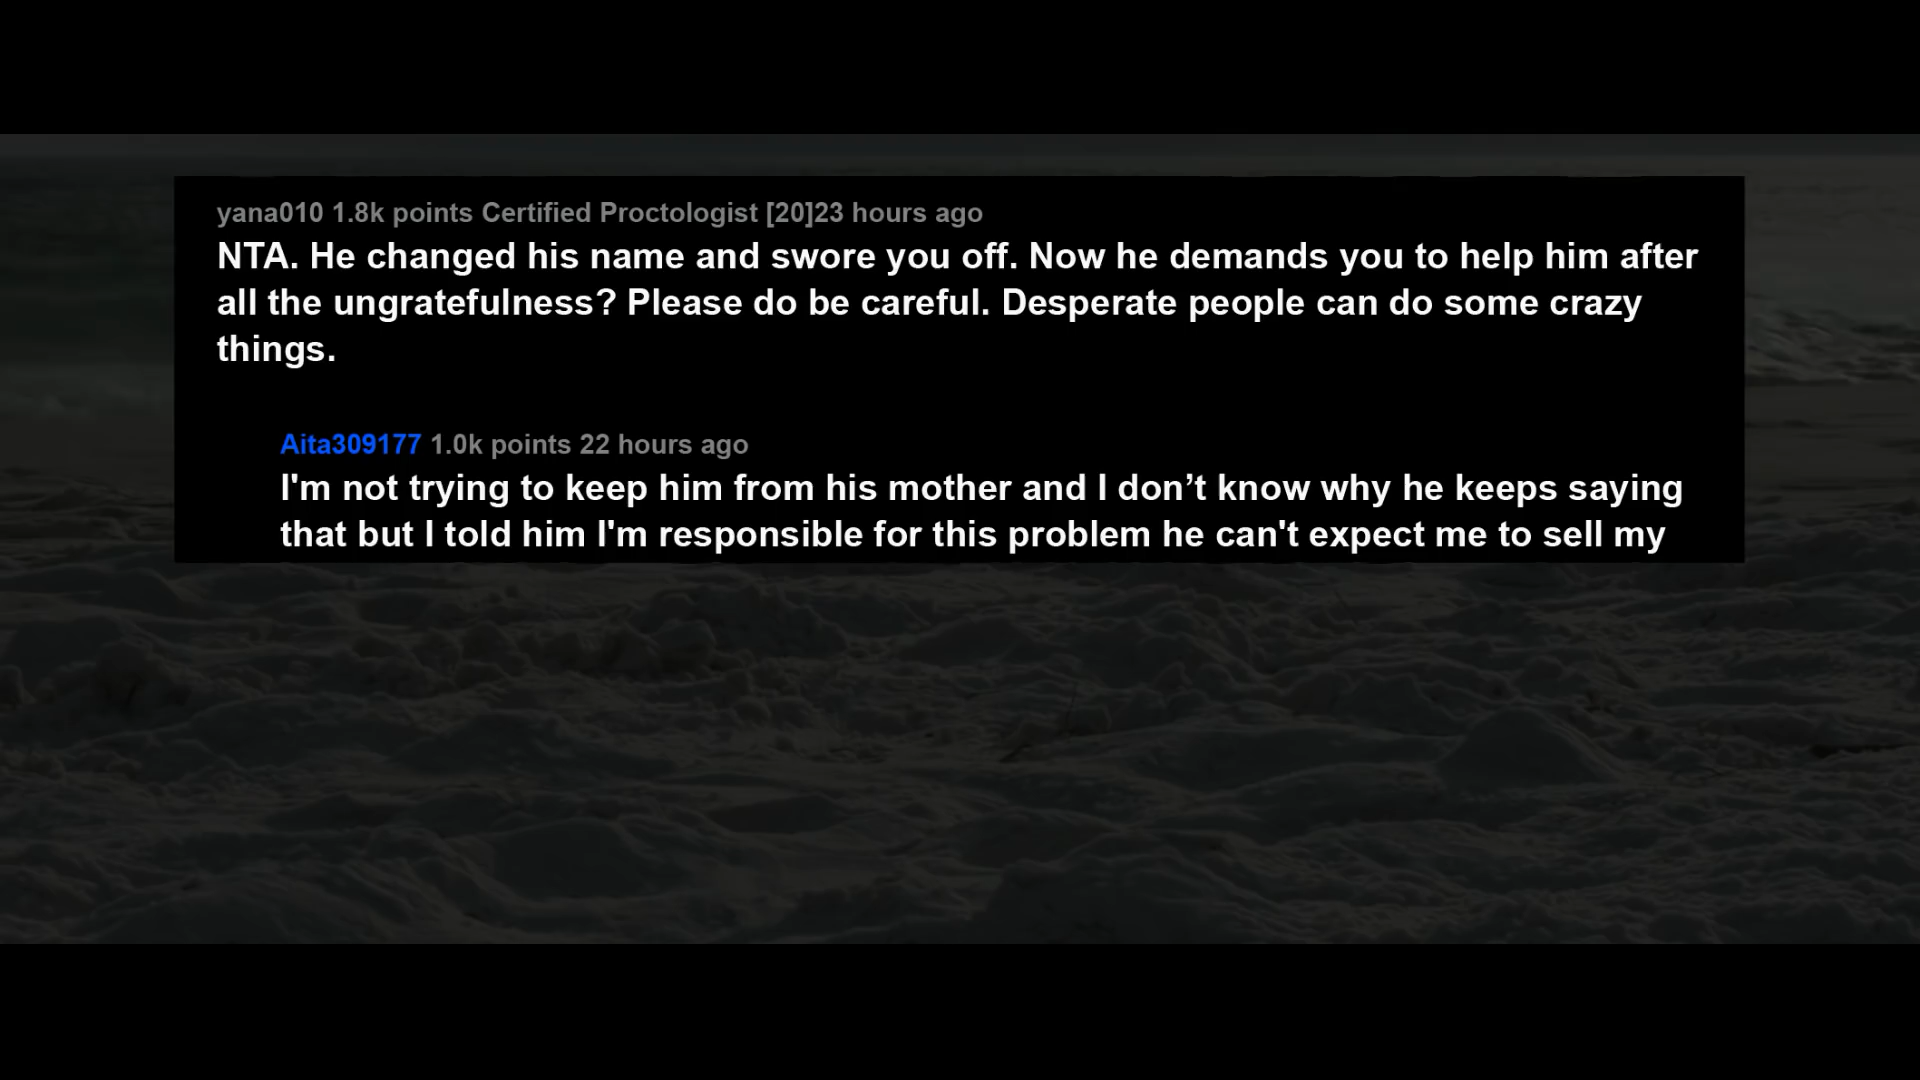 yana010 1.8k points Certified Proctologist [20]23 hours ago
NTA. He changed his name and swore you off. Now he demands you to help him after
all the ungratefulness? Please do be careful. Desperate people can do some crazy
things.
Aita309177 1.0k points 22 hours ago
I'm not trying to keep him from his mother and I don’t know why he keeps saying
that but I told him I'm responsible for this problem he can't expect me to sell my